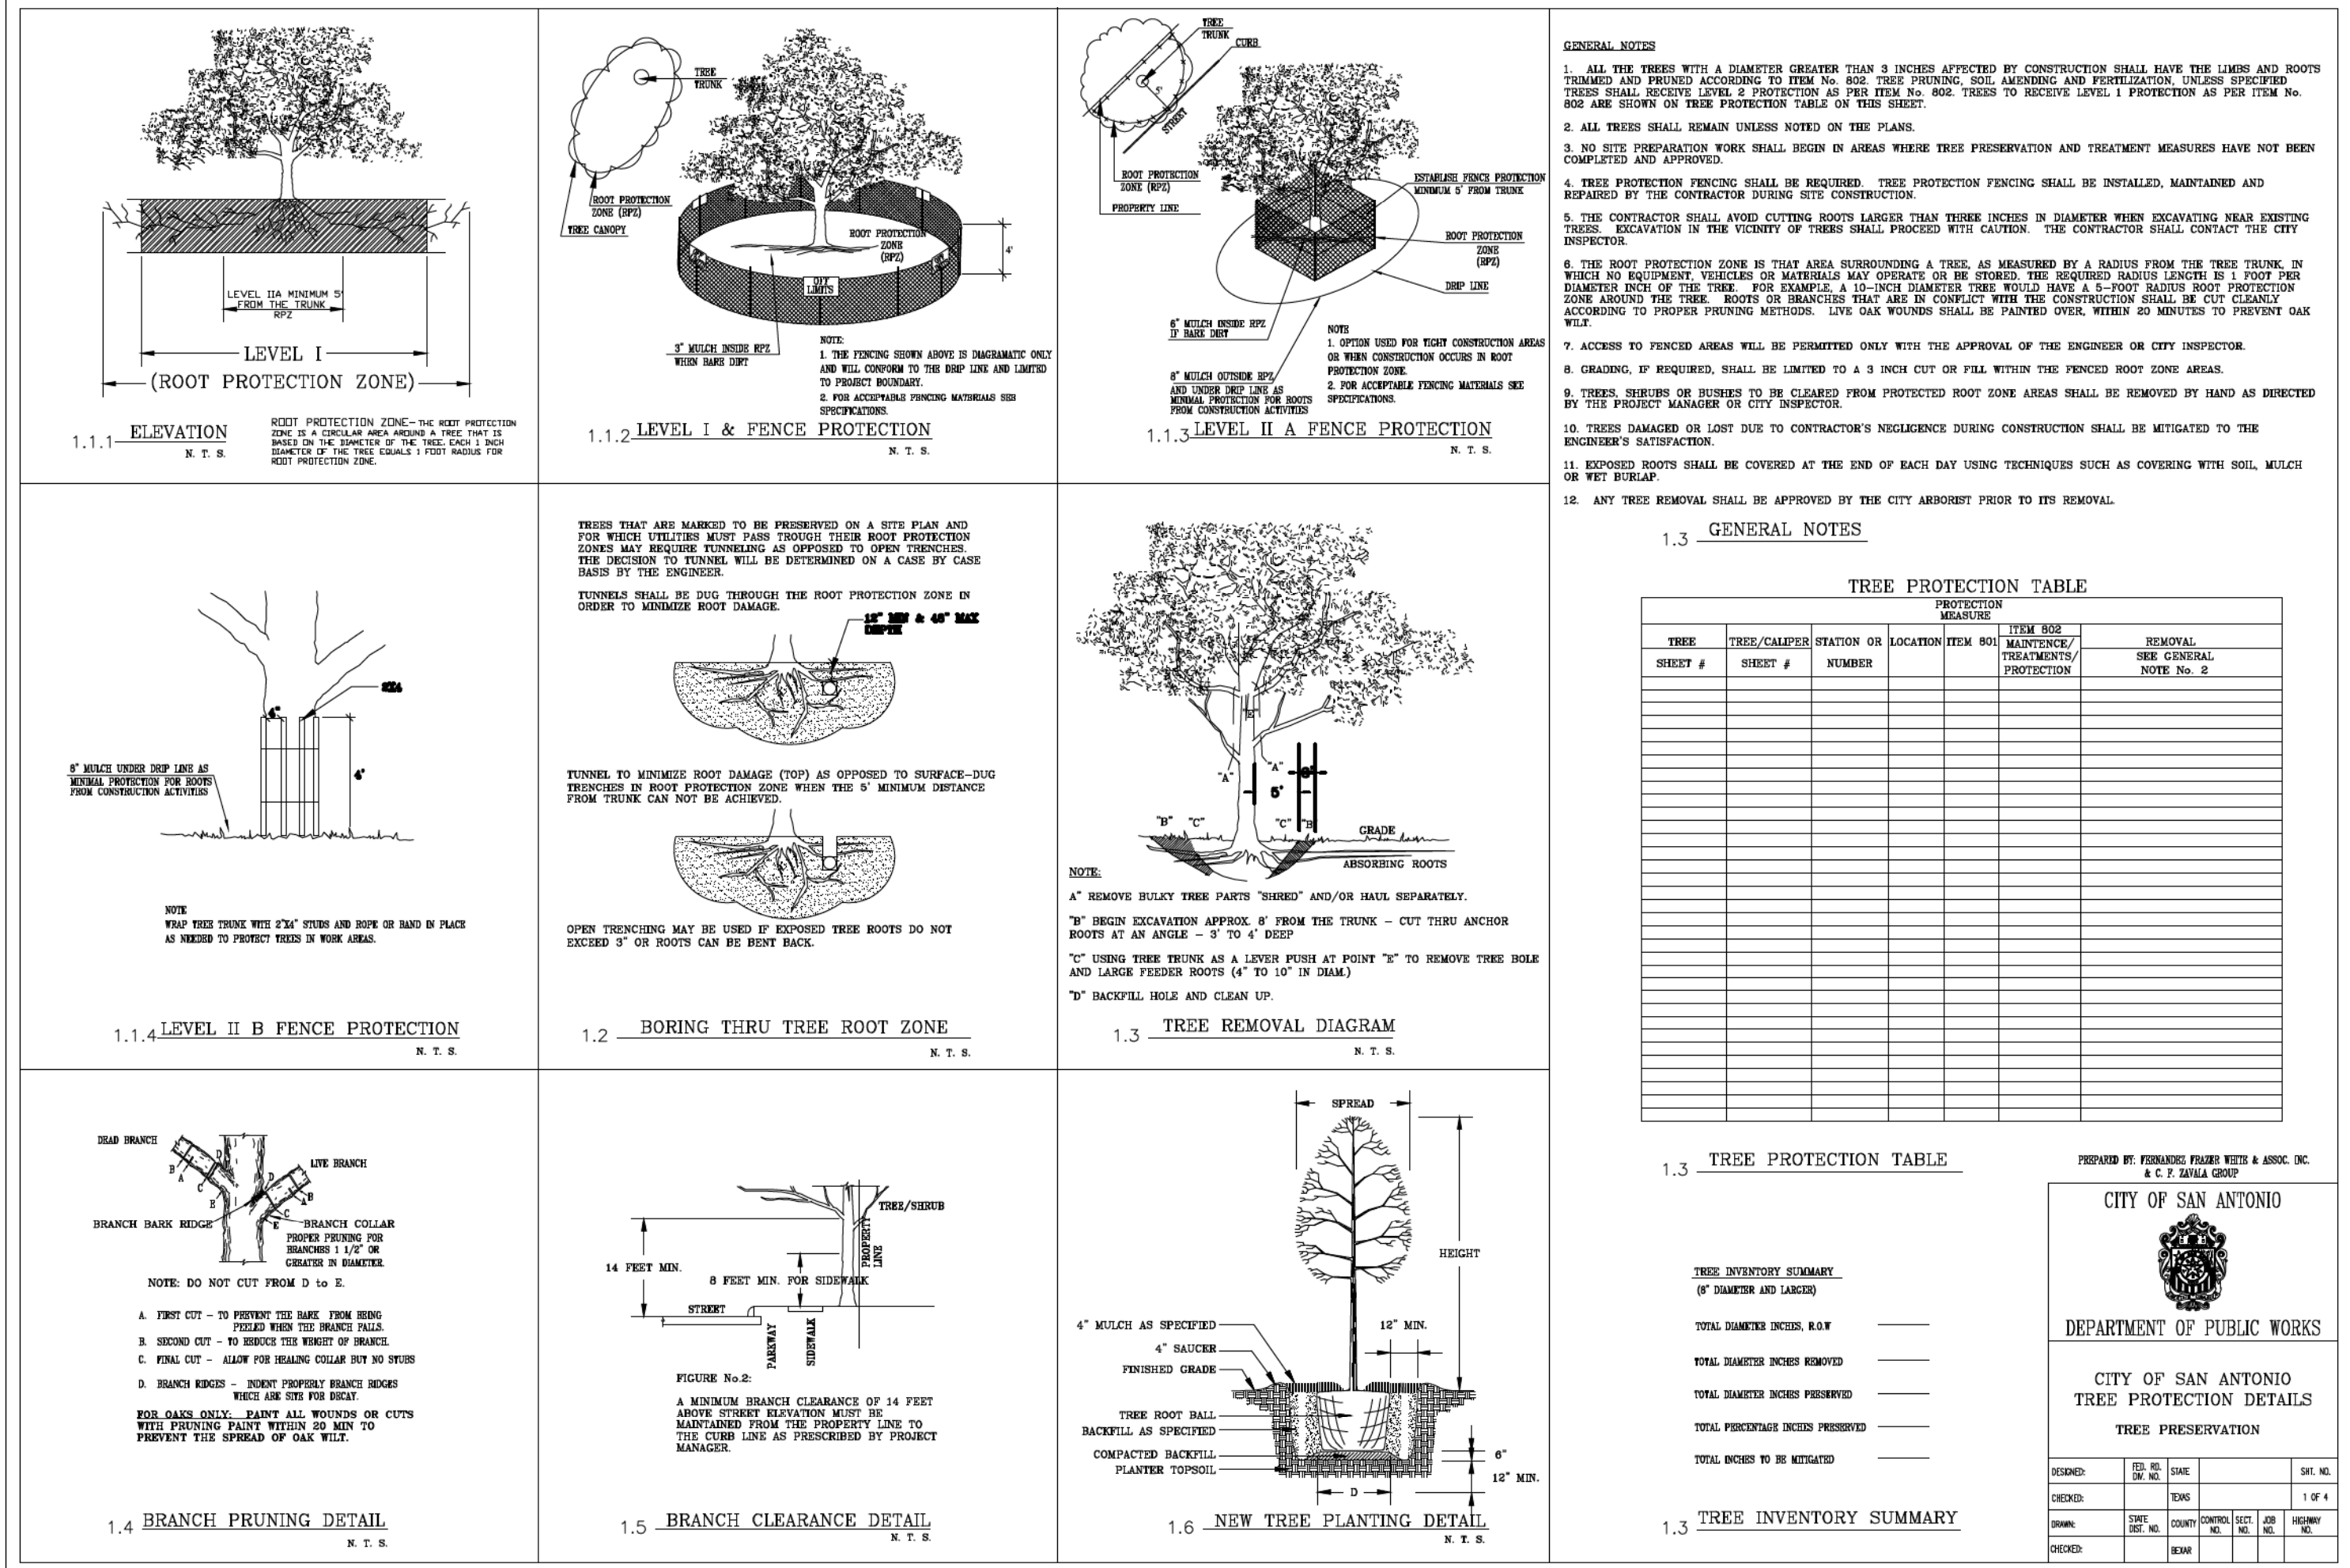 LEVEL IIA MINIMUM 5'
FROM THE TRUNK
RPZ
LEVEL I
(ROOT PROTECTION ZONE)
1.1.1 ELEVATION
N. T. S.
ROOT PROTECTION ZONE- THE ROOT PROTECTION
ZONE IS A CIRCULAR AREA AROUND A TREE THAT IS
BASED ON THE DIAMETER OF THE TREE. EACH 1 INCH
DIAMETER OF THE TREE EQUALS 1 FOOT RADIUS FOR
ROOT PROTECTION ZONE.
TREE
TRUNK
ROOT PROTECTION
ZONE (RPZ)
TREE CANOPY
ROOT PROTECTION
ZONE
(RPZ)
4'
OFF
LIMITS
3" MULCH INSIDE RPZ
WHEN BARE DIRT
NOTE:
1. THE FENCING SHOWN ABOVE IS DIAGRAMATIC ONLY
AND WILL CONFORM TO THE DRIP LINE AND LIMITED
TO PROJECT BOUNDARY.
2. FOR ACCEPTABLE FENCING MATERIALS SEE
SPECIFICATIONS.
1.1.2 LEVEL I & FENCE PROTECTION
N. T. S.
TREE
TRUNK
CURB
5'
STREET
ROOT PROTECTION
ZONE (RPZ)
PROPERTY LINE
ESTABLISH FENCE PROTECTION
MINIMUM 5' FROM TRUNK
ROOT PROTECTION
ZONE
(RPZ)
DRIP LINE
6" MULCH INSIDE RPZ
IF BARE DIRT
8" MULCH OUTSIDE RPZ
AND UNDER DRIP LINE AS
MINIMAL PROTECTION FOR ROOTS
FROM CONSTRUCTION ACTIVITIES
NOTE
1. OPTION USED FOR TIGHT CONSTRUCTION AREAS
OR WHEN CONSTRUCTION OCCURS IN ROOT
PROTECTION ZONE.
2. FOR ACCEPTABLE FENCING MATERIALS SEE
SPECIFICATIONS.
1.1.3 LEVEL II A FENCE PROTECTION
N. T. S.
GENERAL NOTES
1. ALL THE TREES WITH A DIAMETER GREATER THAN 3 INCHES AFFECTED BY CONSTRUCTION SHALL HAVE THE LIMBS AND ROOTS
TRIMMED AND PRUNED ACCORDING TO ITEM No. 802. TREE PRUNING, SOIL AMENDING AND FERTILIZATION, UNLESS SPECIFIED
TREES SHALL RECEIVE LEVEL 2 PROTECTION AS PER ITEM No. 802. TREES TO RECEIVE LEVEL 1 PROTECTION AS PER ITEM No.
802 ARE SHOWN ON TREE PROTECTION TABLE ON THIS SHEET.
2. ALL TREES SHALL REMAIN UNLESS NOTED ON THE PLANS.
3. NO SITE PREPARATION WORK SHALL BEGIN IN AREAS WHERE TREE PRESERVATION AND TREATMENT MEASURES HAVE NOT BEEN
COMPLETED AND APPROVED.
4. TREE PROTECTION FENCING SHALL BE REQUIRED. TREE PROTECTION FENCING SHALL BE INSTALLED, MAINTAINED AND
REPAIRED BY THE CONTRACTOR DURING SITE CONSTRUCTION.
5. THE CONTRACTOR SHALL AVOID CUTTING ROOTS LARGER THAN THREE INCHES IN DIAMETER WHEN EXCAVATING NEAR EXISTING
TREES. EXCAVATION IN THE VICINITY OF TREES SHALL PROCEED WITH CAUTION. THE CONTRACTOR SHALL CONTACT THE CITY
INSPECTOR.
6. THE ROOT PROTECTION ZONE IS THAT AREA SURROUNDING A TREE, AS MEASURED BY A RADIUS FROM THE TREE TRUNK, IN
WHICH NO EQUIPMENT, VEHICLES OR MATERIALS MAY OPERATE OR BE STORED. THE REQUIRED RADIUS LENGTH IS 1 FOOT PER
DIAMETER INCH OF THE TREE. FOR EXAMPLE, A 10-INCH DIAMETER TREE WOULD HAVE A 5-FOOT RADIUS ROOT PROTECTION
ZONE AROUND THE TREE. ROOTS OR BRANCHES THAT ARE IN CONFLICT WITH THE CONSTRUCTION SHALL BE CUT CLEANLY
ACCORDING TO PROPER PRUNING METHODS. LIVE OAK WOUNDS SHALL BE PAINTED OVER, WITHIN 20 MINUTES TO PREVENT OAK
WILT.
7. ACCESS TO FENCED AREAS WILL BE PERMITTED ONLY WITH THE APPROVAL OF THE ENGINEER OR CITY INSPECTOR.
8. GRADING, IF REQUIRED, SHALL BE LIMITED TO A 3 INCH CUT OR FILL WITHIN THE FENCED ROOT ZONE AREAS.
9. TREES, SHRUBS OR BUSHES TO BE CLEARED FROM PROTECTED ROOT ZONE AREAS SHALL BE REMOVED BY HAND AS DIRECTED
BY THE PROJECT MANAGER OR CITY INSPECTOR.
10. TREES DAMAGED OR LOST DUE TO CONTRACTOR'S NEGLIGENCE DURING CONSTRUCTION SHALL BE MITIGATED TO THE
ENGINEER'S SATISFACTION.
11. EXPOSED ROOTS SHALL BE COVERED AT THE END OF EACH DAY USING TECHNIQUES SUCH AS COVERING WITH SOIL, MULCH
OR WET BURLAP.
12. ANY TREE REMOVAL SHALL BE APPROVED BY THE CITY ARBORIST PRIOR TO ITS REMOVAL.
1.3 GENERAL NOTES
2X4
4"
4'
8" MULCH UNDER DRIP LINE AS
MINIMAL PROTECTION FOR ROOTS
FROM CONSTRUCTION ACTIVITIES
NOTE
WRAP TREE TRUNK WITH 2"X4" STUDS AND ROPE OR BAND IN PLACE
AS NEEDED TO PROTECT TREES IN WORK AREAS.
1.1.4 LEVEL II B FENCE PROTECTION
N. T. S.
TREES THAT ARE MARKED TO BE PRESERVED ON A SITE PLAN AND
FOR WHICH UTILITIES MUST PASS TROUGH THEIR ROOT PROTECTION
ZONES MAY REQUIRE TUNNELING AS OPPOSED TO OPEN TRENCHES.
THE DECISION TO TUNNEL WILL BE DETERMINED ON A CASE BY CASE
BASIS BY THE ENGINEER.
TUNNELS SHALL BE DUG THROUGH THE ROOT PROTECTION ZONE IN
ORDER TO MINIMIZE ROOT DAMAGE.
12" MIN & 48" MAX
DEPTH
TUNNEL TO MINIMIZE ROOT DAMAGE (TOP) AS OPPOSED TO SURFACE-DUG
TRENCHES IN ROOT PROTECTION ZONE WHEN THE 5' MINIMUM DISTANCE
FROM TRUNK CAN NOT BE ACHIEVED.
OPEN TRENCHING MAY BE USED IF EXPOSED TREE ROOTS DO NOT
EXCEED 3" OR ROOTS CAN BE BENT BACK.
1.2 BORING THRU TREE ROOT ZONE
N. T. S.
"E"
"A"
"A"
5'
"B" "C"
"C" "B"
GRADE
ABSORBING ROOTS
NOTE:
A" REMOVE BULKY TREE PARTS "SHRED" AND/OR HAUL SEPARATELY.
"B" BEGIN EXCAVATION APPROX. 8' FROM THE TRUNK - CUT THRU ANCHOR
ROOTS AT AN ANGLE - 3' TO 4' DEEP
"C" USING TREE TRUNK AS A LEVER PUSH AT POINT "E" TO REMOVE TREE BOLE
AND LARGE FEEDER ROOTS (4" TO 10" IN DIAM.)
"D" BACKFILL HOLE AND CLEAN UP.
1.3 TREE REMOVAL DIAGRAM
N. T. S.
TREE PROTECTION TABLE
PROTECTION
MEASURE
TREE
SHEET #
TREE/CALIPER
SHEET #
STATION OR
NUMBER
LOCATION
ITEM 801
ITEM 802
MAINTENCE/
TREATMENTS/
PROTECTION
REMOVAL
SEE GENERAL
NOTE No. 2
1.3 TREE PROTECTION TABLE
DEAD BRANCH
LIVE BRANCH
B
A
C
D
E
D
A
B
C
E
BRANCH BARK RIDGE
BRANCH COLLAR
PROPER PRUNING FOR
BRANCHES 1 1/2" OR
GREATER IN DIAMETER.
NOTE: DO NOT CUT FROM D to E.
A. FIRST CUT - TO PREVENT THE BARK FROM BEING
PEELED WHEN THE BRANCH FALLS.
B. SECOND CUT - TO REDUCE THE WEIGHT OF BRANCH.
C. FINAL CUT - ALLOW FOR HEALING COLLAR BUT NO STUBS
D. BRANCH RIDGES - INDENT PROPERLY BRANCH RIDGES
WHICH ARE SITE FOR DECAY.
FOR OAKS ONLY: PAINT ALL WOUNDS OR CUTS
WITH PRUNING PAINT WITHIN 20 MIN TO
PREVENT THE SPREAD OF OAK WILT.
1.4 BRANCH PRUNING DETAIL
N. T. S.
TREE/SHRUB
PROPERTY
LINE
14 FEET MIN.
8 FEET MIN. FOR SIDEWALK
STREET
PARKWAY
SIDEWALK
FIGURE No.2:
A MINIMUM BRANCH CLEARANCE OF 14 FEET
ABOVE STREET ELEVATION MUST BE
MAINTAINED FROM THE PROPERTY LINE TO
THE CURB LINE AS PRESCRIBED BY PROJECT
MANAGER.
1.5 BRANCH CLEARANCE DETAIL
N. T. S.
SPREAD
HEIGHT
4" MULCH AS SPECIFIED
12" MIN.
4" SAUCER
FINISHED GRADE
TREE ROOT BALL
BACKFILL AS SPECIFIED
COMPACTED BACKFILL
PLANTER TOPSOIL
6"
12" MIN.
D
1.6 NEW TREE PLANTING DETAIL
N. T. S.
TREE INVENTORY SUMMARY
(8" DIAMETER AND LARGER)
TOTAL DIAMETER INCHES, R.O.W
TOTAL DIAMETER INCHES REMOVED
TOTAL DIAMETER INCHES PRESERVED
TOTAL PERCENTAGE INCHES PRESERVED
TOTAL INCHES TO BE MITIGATED
1.3 TREE INVENTORY SUMMARY
PREPARED BY: FERNANDEZ FRAZER WHITE & ASSOC. INC.
& C. F. ZAVALA GROUP
CITY OF SAN ANTONIO
DEPARTMENT OF PUBLIC WORKS
CITY OF SAN ANTONIO
TREE PROTECTION DETAILS
TREE PRESERVATION
DESIGNED:
FED. RD.
DIV. NO.
STATE
SHT. NO.
CHECKED:
TEXAS
1 OF 4
DRAWN:
STATE
DIST. NO.
COUNTY
CONTROL
NO.
SECT.
NO.
JOB
NO.
HIGHWAY
NO.
CHECKED:
BEXAR